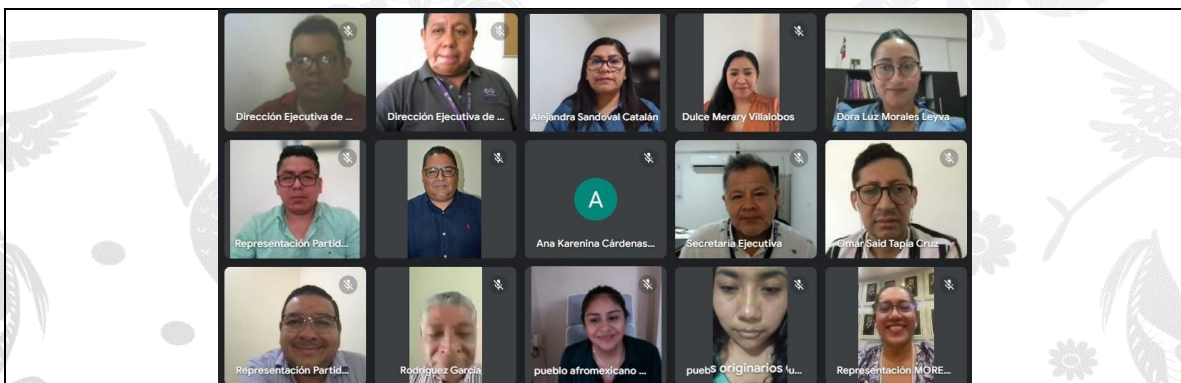 Dirección Ejecutiva de ...
Dirección Ejecutiva de ...
Alejandra Sandoval Catalán
Dulce Merary Villalobos
Dora Luz Morales Leyva
Representación Partid...
A
Ana Karenina Cárdenas...
Secretaría Ejecutiva
Omar Said Tapia Cruz
Representación Partid...
Rodríguez García
pueblo afromexicano ...
originarios
Representación MORE...